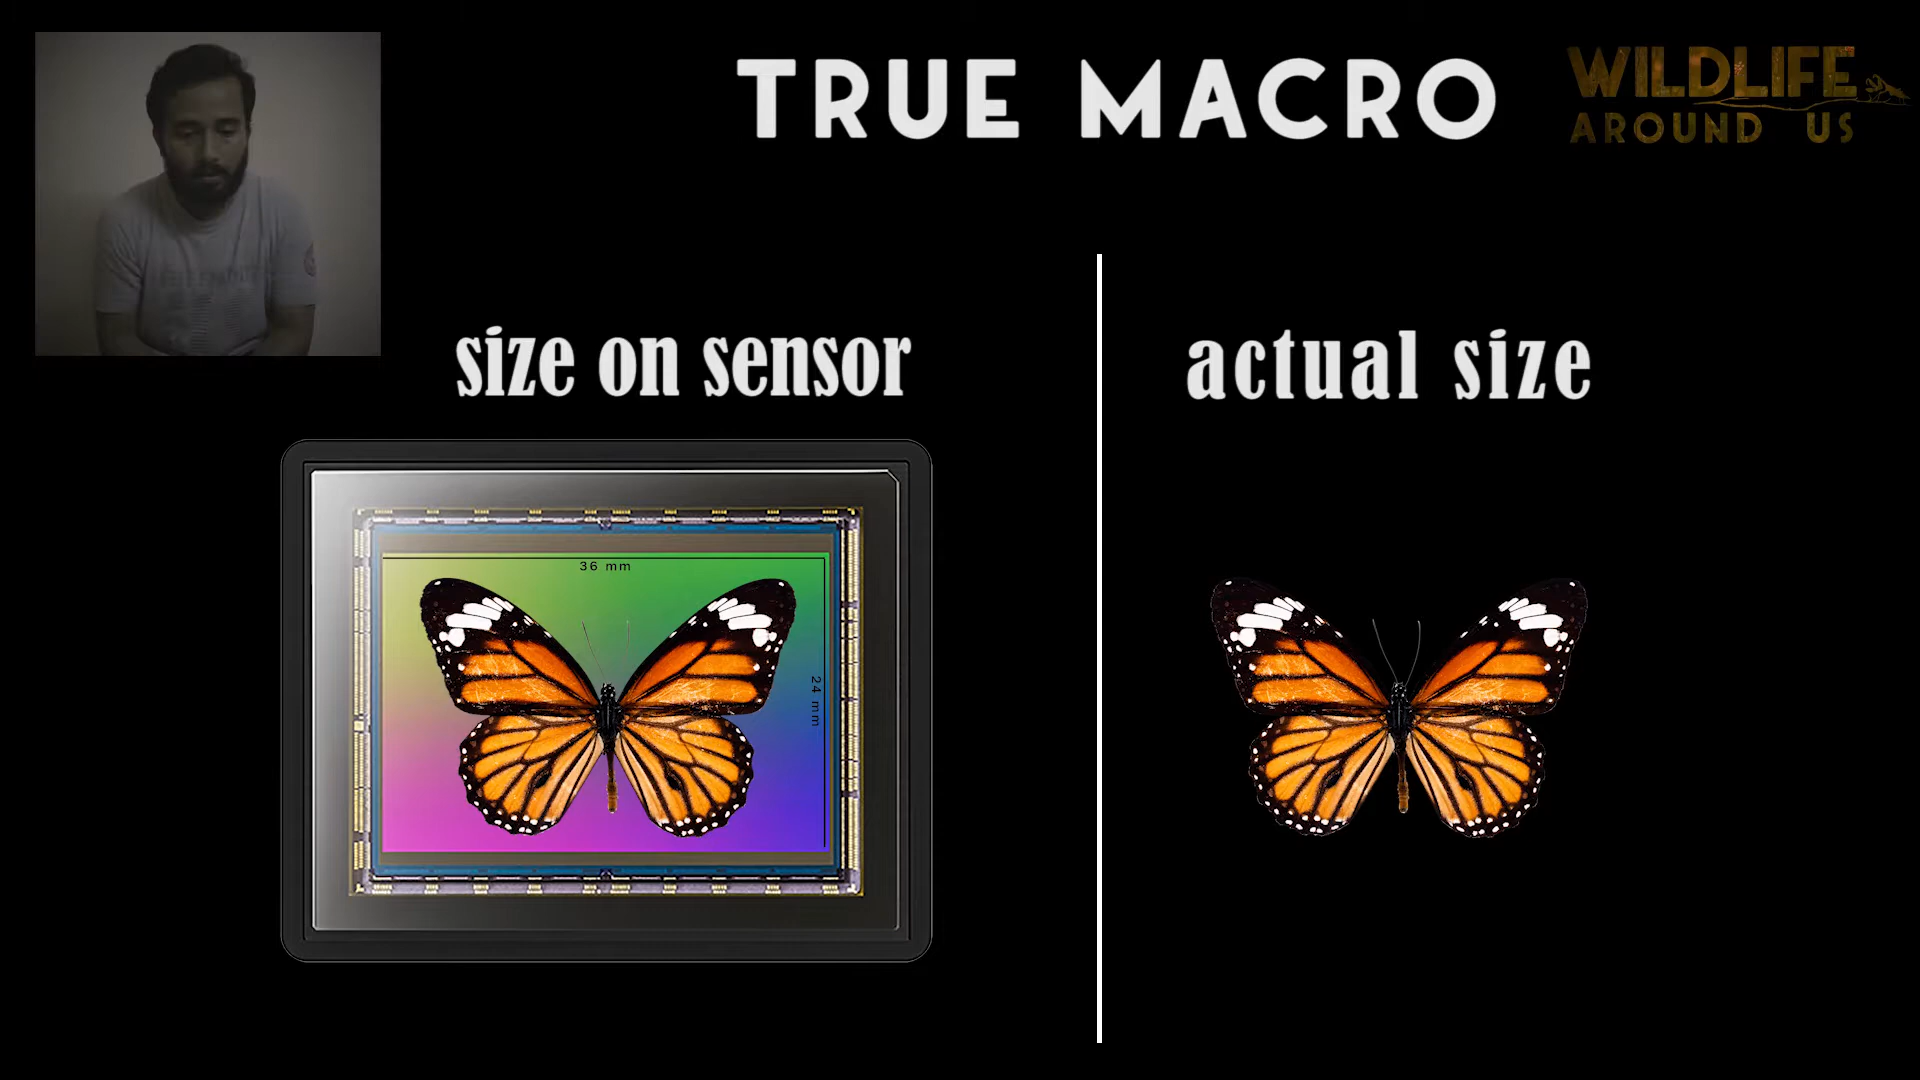 TRUE MACRO
WILDLIFE
AROUND US
size on sensor
actual size
36 mm
24 mm